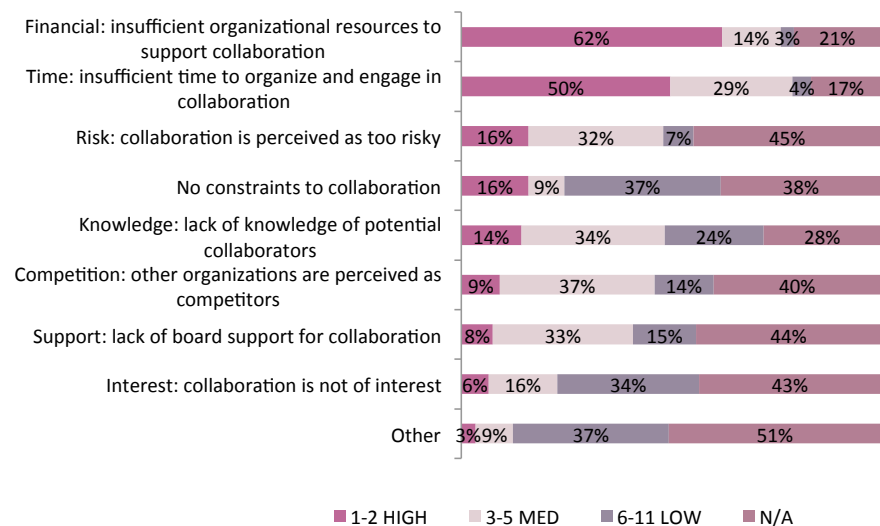 Financial: insufficient organizational resources to
support collaboration
62% 14% 3% 21%
Time: insufficient time to organize and engage in
collaboration
50% 29% 4% 17%
Risk: collaboration is perceived as too risky
16% 32% 7% 45%
No constraints to collaboration
16% 9% 37% 38%
Knowledge: lack of knowledge of potential
collaborators
14% 34% 24% 28%
Competition: other organizations are perceived as
competitors
9% 37% 14% 40%
Support: lack of board support for collaboration
8% 33% 15% 44%
Interest: collaboration is not of interest
6% 16% 34% 43%
Other
3% 9% 37% 51%
1-2 HIGH 3-5 MED 6-11 LOW N/A